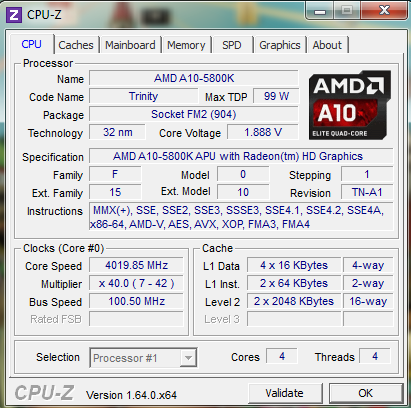 Z CPU-Z
CPU Caches Mainboard Memory SPD Graphics About
Processor
Name AMD A10-5800K
Code Name Trinity Max TDP 99 W
Package Socket FM2 (904)
Technology 32 nm Core Voltage 1.888 V
AMD
A10
ELITE QUAD-CORE
Specification AMD A10-5800K APU with Radeon(tm) HD Graphics
Family F Model 0 Stepping 1
Ext. Family 15 Ext. Model 10 Revision TN-A1
Instructions MMX(+), SSE, SSE2, SSE3, SSSE3, SSE4.1, SSE4.2, SSE4A,
x86-64, AMD-V, AES, AVX, XOP, FMA3, FMA4
Clocks (Core #0)
Core Speed 4019.85 MHz
Multiplier x 40.0 ( 7 - 42 )
Bus Speed 100.50 MHz
Rated FSB
Cache
L1 Data 4 x 16 KBytes 4-way
L1 Inst. 2 x 64 KBytes 2-way
Level 2 2 x 2048 KBytes 16-way
Level 3
Selection Processor #1 Cores 4 Threads 4
CPU-Z Version 1.64.0.x64 Validate OK